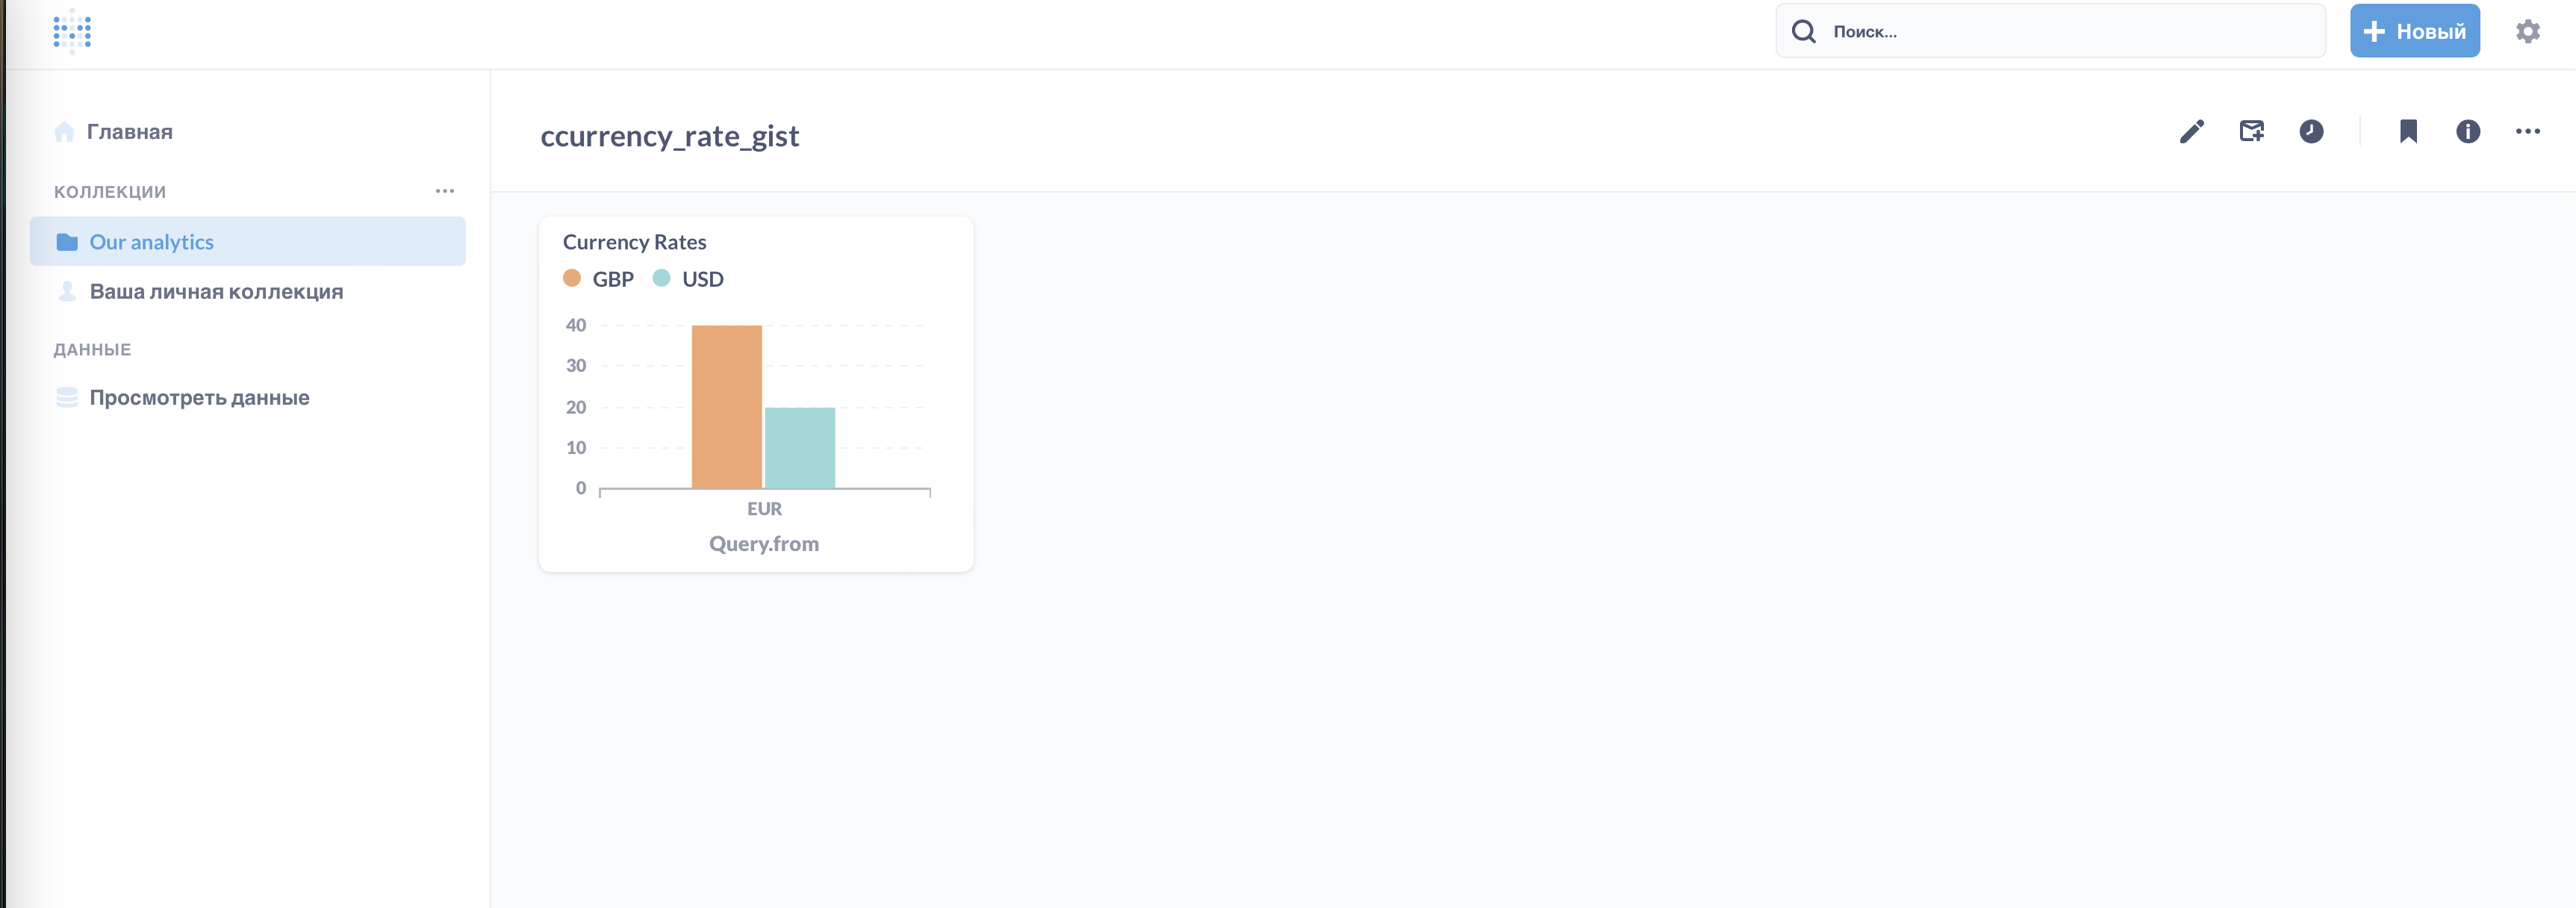 Поиск...
Новый
Главная
КОЛЛЕКЦИИ
Our analytics
Ваша личная коллекция
ДАННЫЕ
Просмотреть данные
ccurrency_rate_gist
Currency Rates
GBP USD
40
30
20
10
0
EUR
Query.from